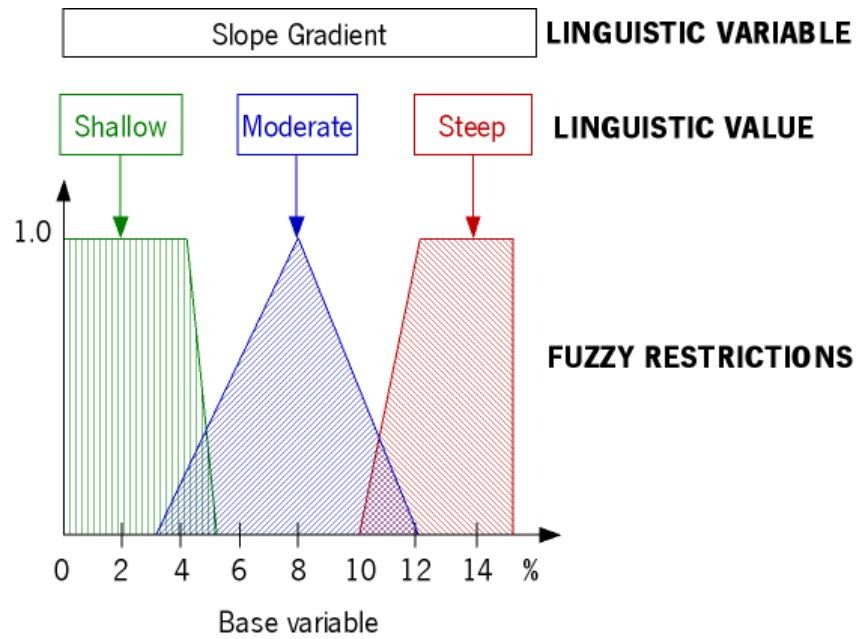 Slope Gradient LINGUISTIC VARIABLE
Shallow Moderate Steep LINGUISTIC VALUE
1.0
FUZZY RESTRICTIONS
0 2 4 6 8 10 12 14 %
Base variable